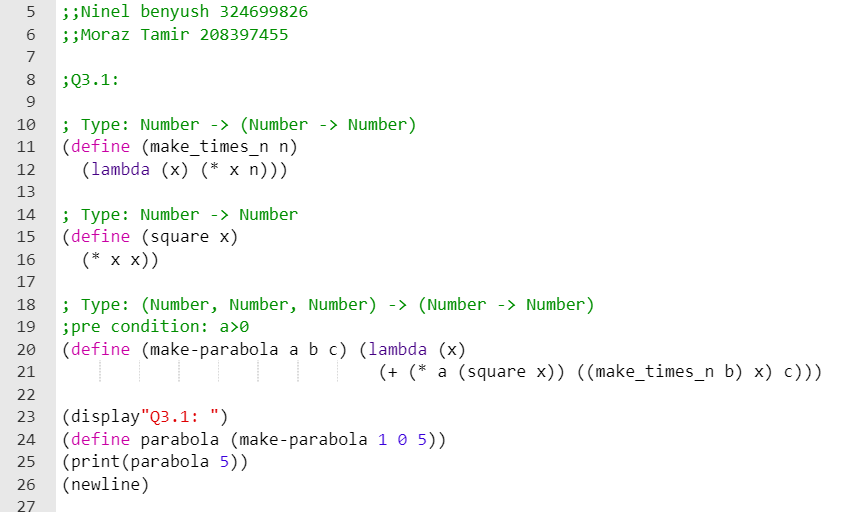 5 ;;Ninel benyush 324699826
6 ;;Moraz Tamir 208397455
7
8 ;Q3.1:
9
10 ; Type: Number -> (Number -> Number)
11 (define (make_times_n n)
12   (lambda (x) (* x n)))
13
14 ; Type: Number -> Number
15 (define (square x)
16   (* x x))
17
18 ; Type: (Number, Number, Number) -> (Number -> Number)
19 ;pre condition: a>0
20 (define (make-parabola a b c) (lambda (x)
21                                 (+ (* a (square x)) ((make_times_n b) x) c)))
22
23 (display"Q3.1: ")
24 (define parabola (make-parabola 1 0 5))
25 (print(parabola 5))
26 (newline)
27